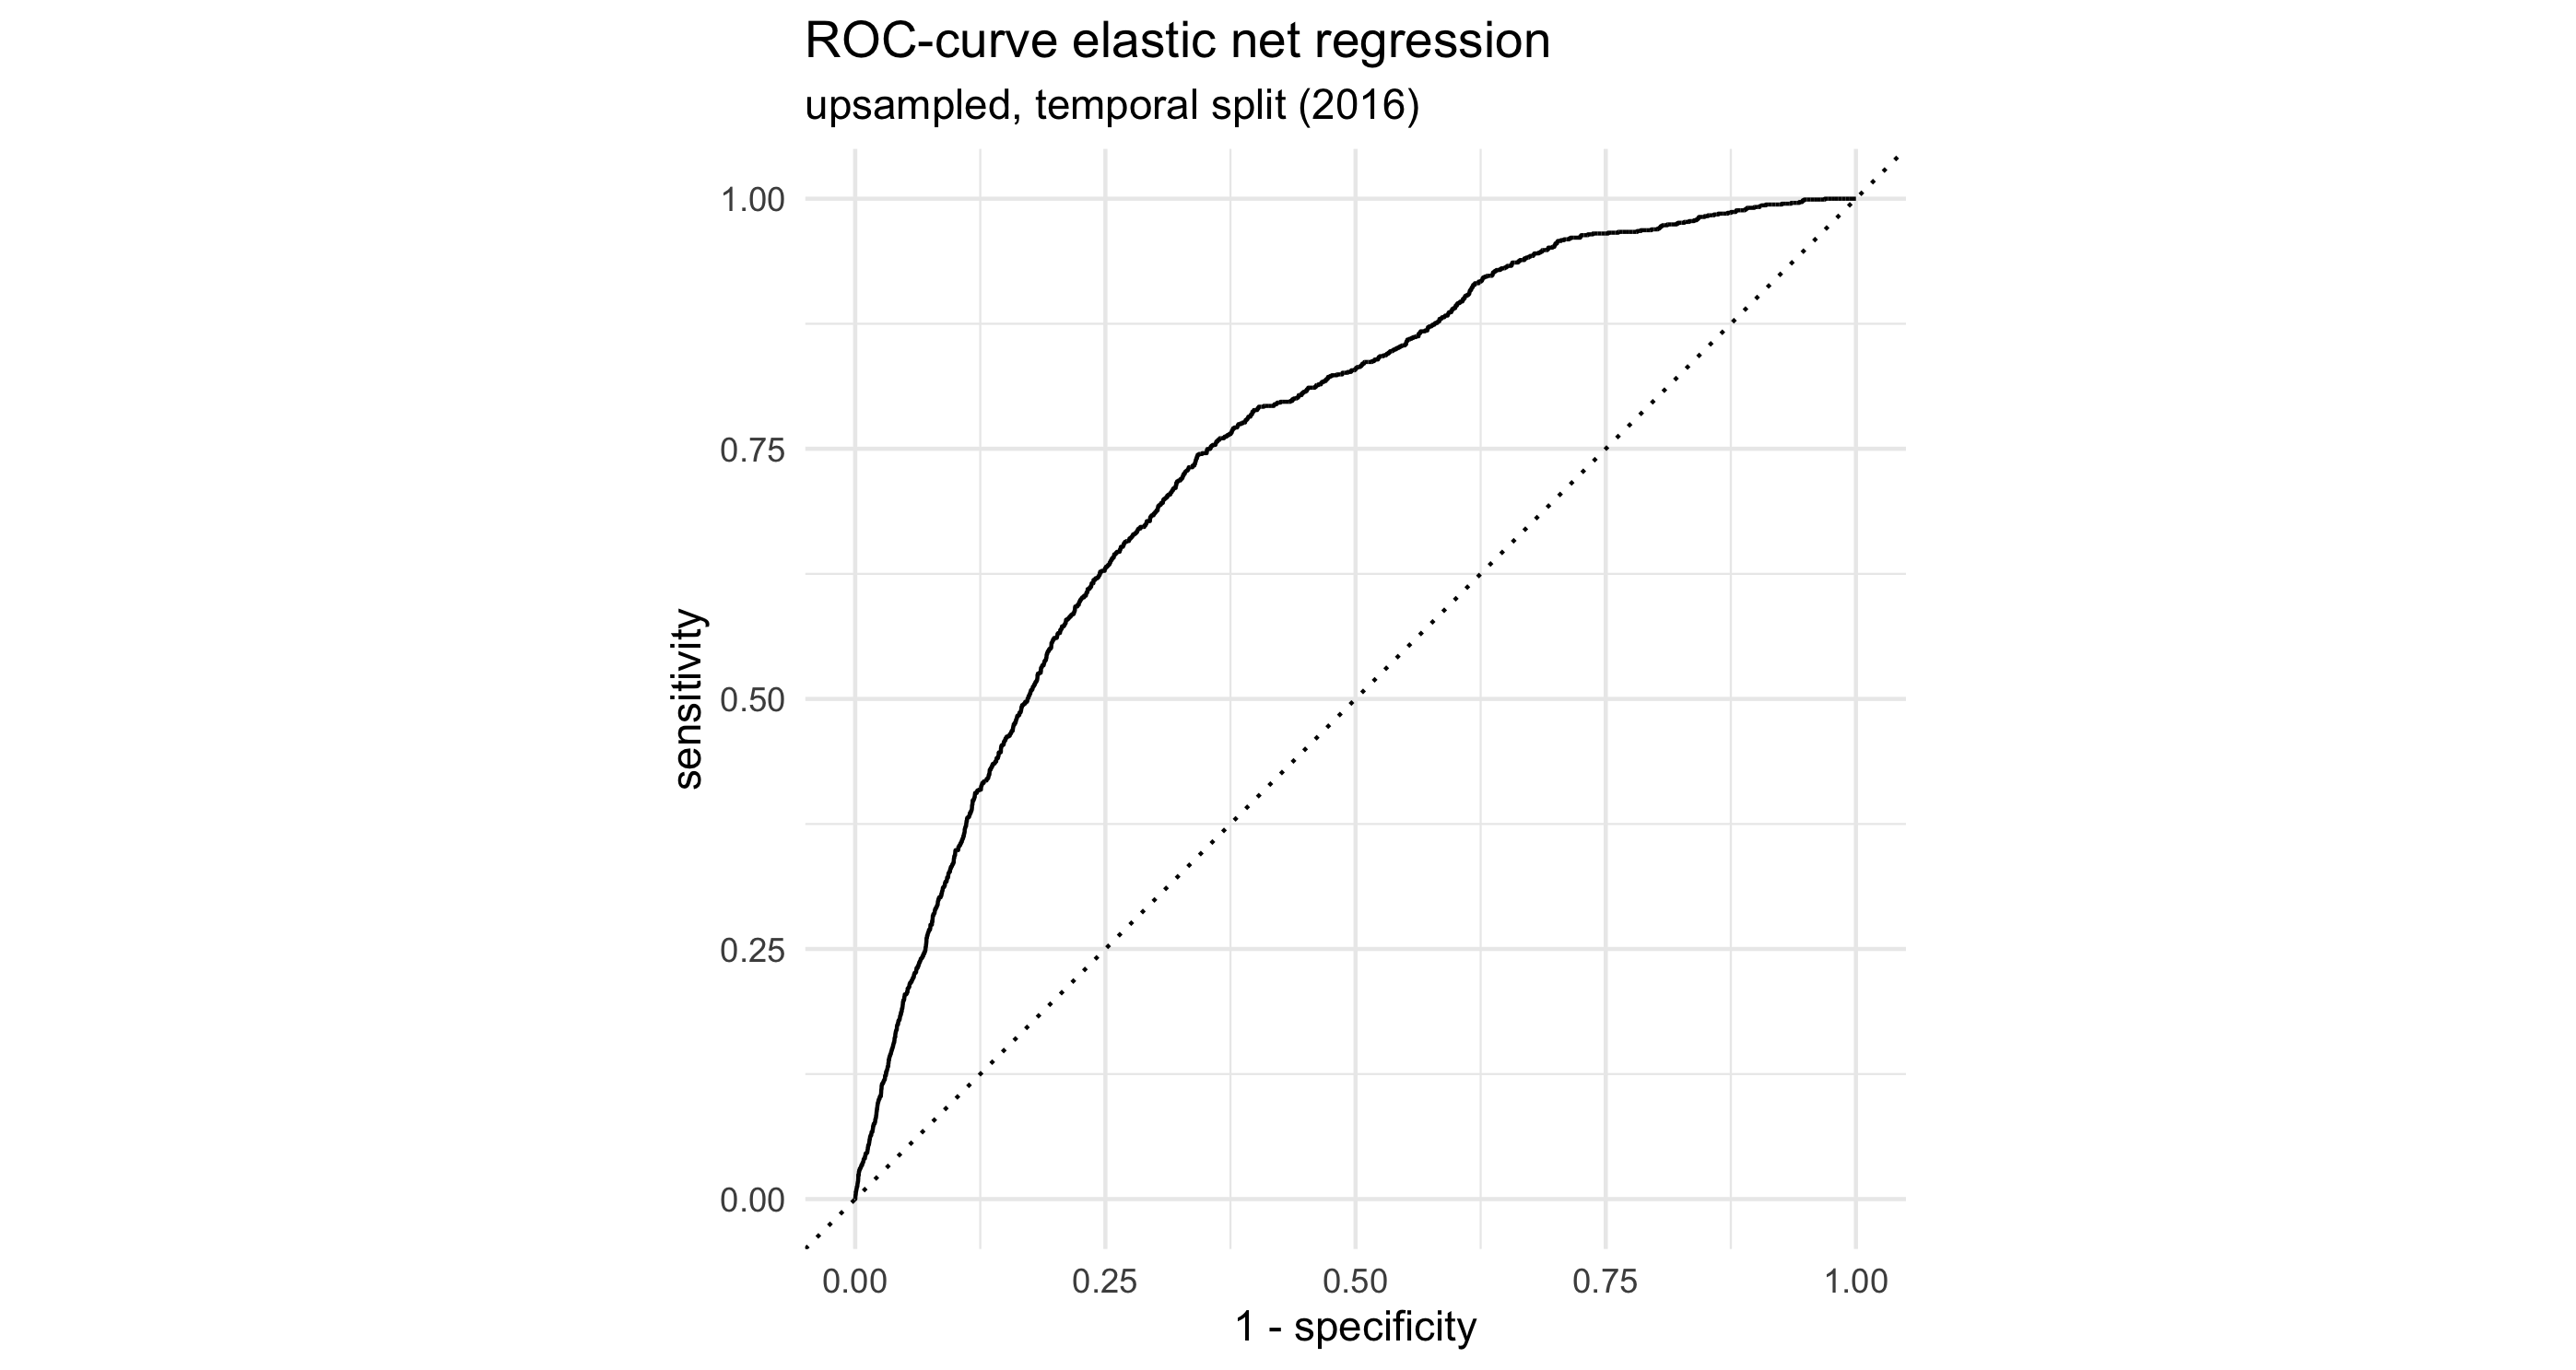 ROC-curve elastic net regression
upsampled, temporal split (2016)
1.00
0.75
0.50
0.25
0.00
sensitivity
0.00 0.25 0.50 0.75 1.00
1 - specificity